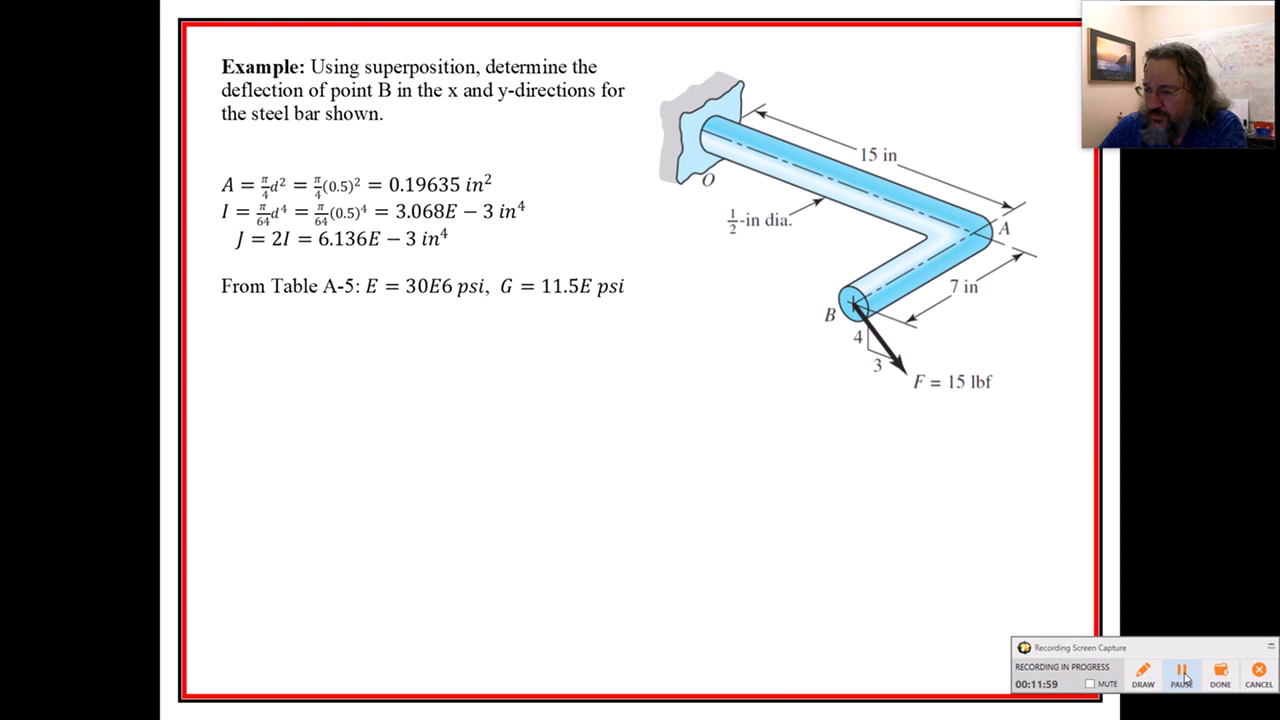 Example: Using superposition, determine the
deflection of point B in the x and y-directions for
the steel bar shown.
A = π/4 d² = π/4 (0.5)² = 0.19635 in²
I = π/64 d⁴ = π/64 (0.5)⁴ = 3.068E − 3 in⁴
J = 2I = 6.136E − 3 in⁴
From Table A-5: E = 30E6 psi, G = 11.5E psi
15 in
O
1/2-in dia.
A
7 in
B
4
3
F = 15 lbf
Recording Screen Capture
RECORDING IN PROGRESS
00:11:59
MUTE
DRAW
PAUSE
DONE
CANCEL